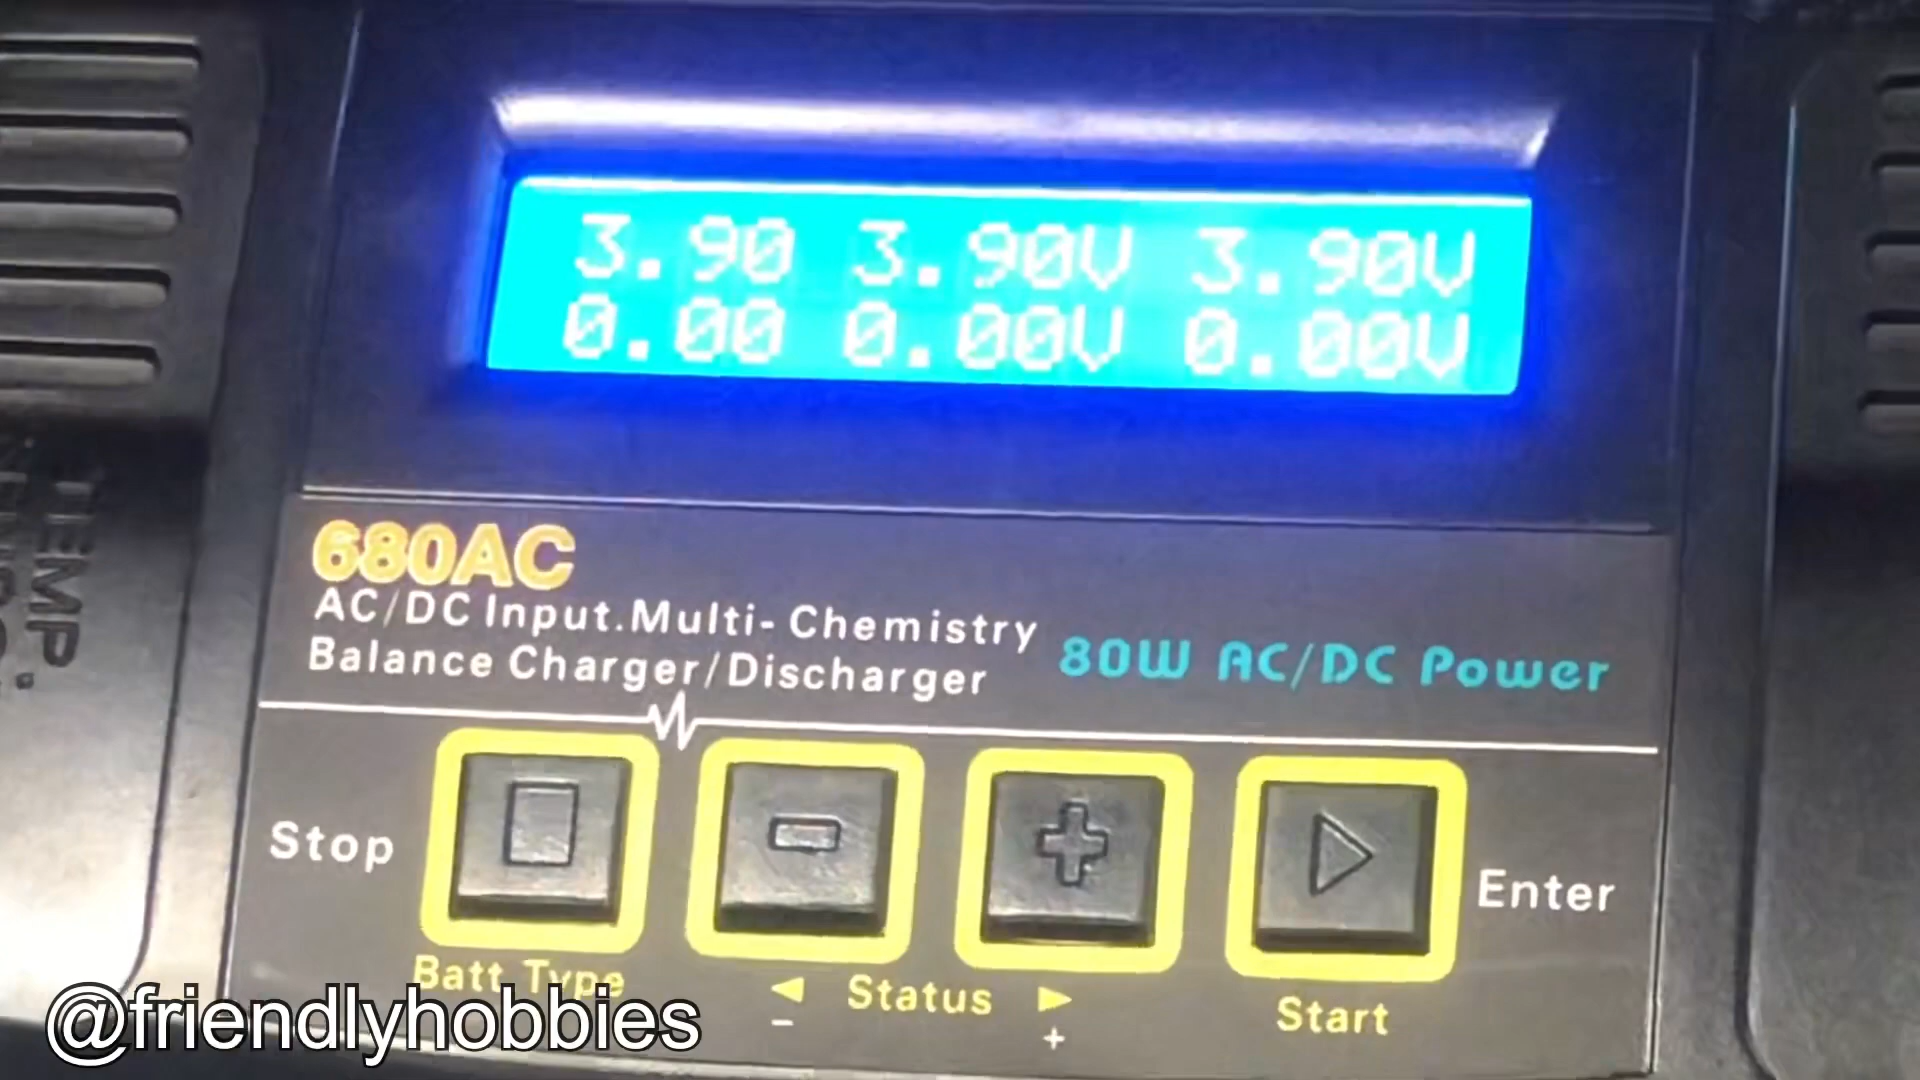 3.90 3.90V 3.90V
0.00 0.00V 0.00V
680AC
AC/DC Input.Multi-Chemistry
Balance Charger/Discharger
80W AC/DC Power
Stop
Enter
Batt Type
Status
- +
Start
TEMP.
@friendlyhobbies